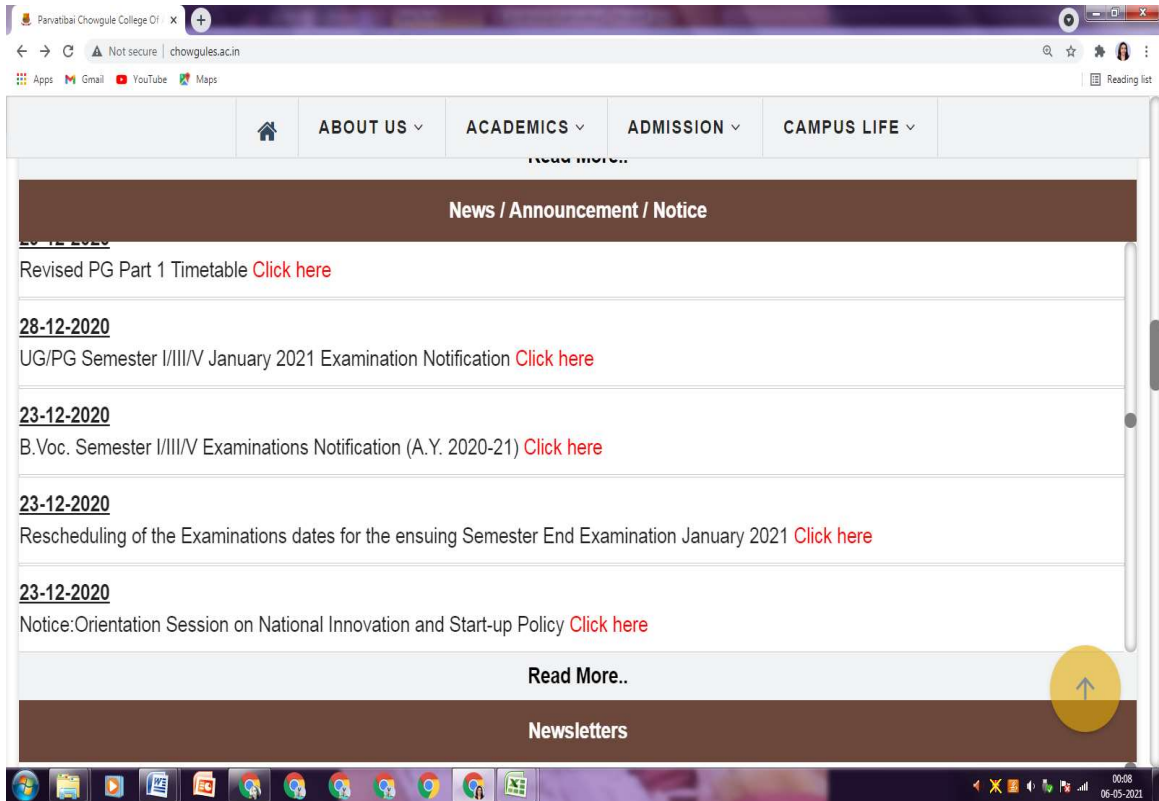 Parvatibai Chowgule College Of
Not secure | chowgules.ac.in
Apps Gmail YouTube Maps Reading list
ABOUT US ACADEMICS ADMISSION CAMPUS LIFE
Read More..
News / Announcement / Notice
Revised PG Part 1 Timetable Click here
28-12-2020
UG/PG Semester I/III/V January 2021 Examination Notification Click here
23-12-2020
B.Voc. Semester I/III/V Examinations Notification (A.Y. 2020-21) Click here
23-12-2020
Rescheduling of the Examinations dates for the ensuing Semester End Examination January 2021 Click here
23-12-2020
Notice:Orientation Session on National Innovation and Start-up Policy Click here
Read More..
Newsletters
00:08
06-05-2021